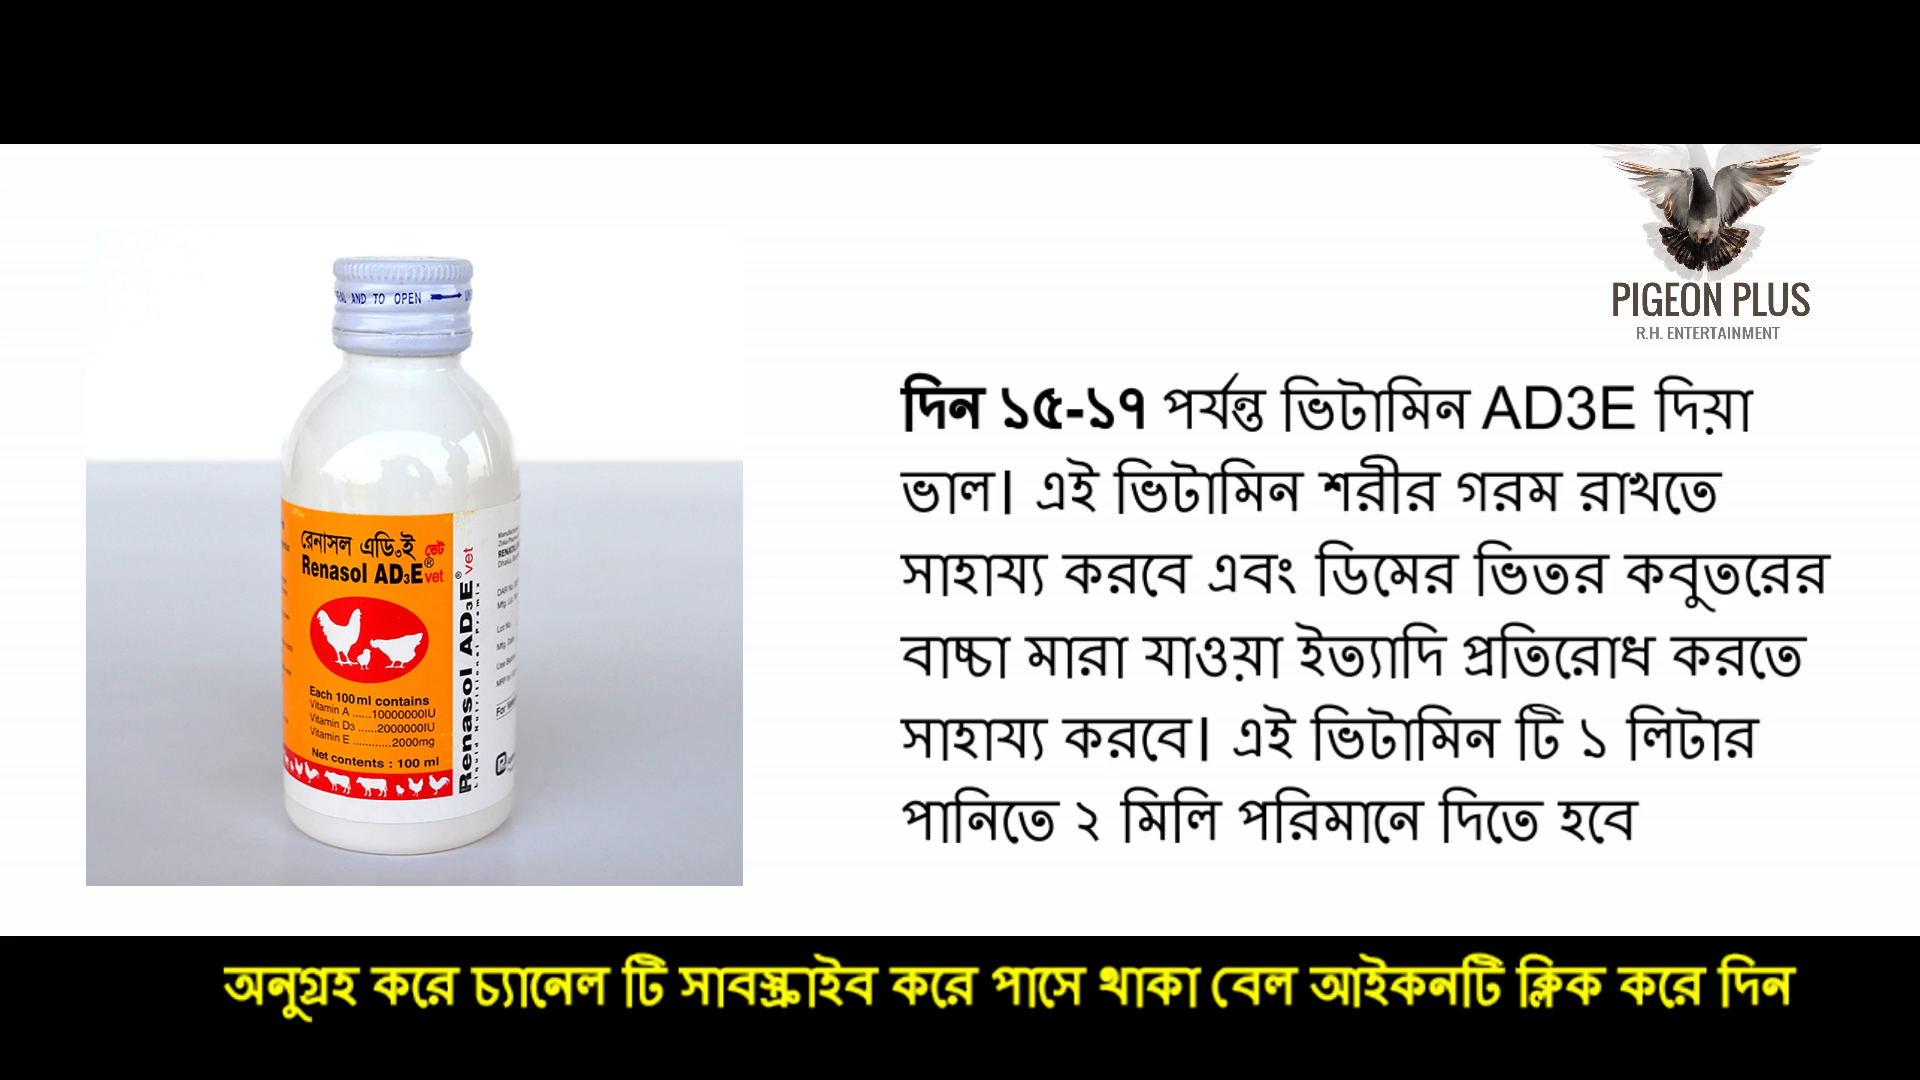 PIGEON PLUS
R.H. ENTERTAINMENT
দিন ১৫-১৭ পর্যন্ত ভিটামিন AD3E দিয়া
ভাল। এই ভিটামিন শরীর গরম রাখতে
সাহায্য করবে এবং ডিমের ভিতর কবুতরের
বাচ্চা মারা যাওয়া ইত্যাদি প্রতিরোধ করতে
সাহায্য করবে। এই ভিটামিন টি ১ লিটার
পানিতে ২ মিলি পরিমানে দিতে হবে
AND TO OPEN
রেনাসল এডি৩ই ভেট
Renasol AD3E® vet
Each 100 ml contains
Vitamin A ......10000000IU
Vitamin D3 ......2000000IU
Vitamin E ............2000mg
Net contents : 100 ml
Renasol AD3E® vet
Liquid Nutritional Premix
অনুগ্রহ করে চ্যানেল টি সাবস্ক্রাইব করে পাসে থাকা বেল আইকনটি ক্লিক করে দিন